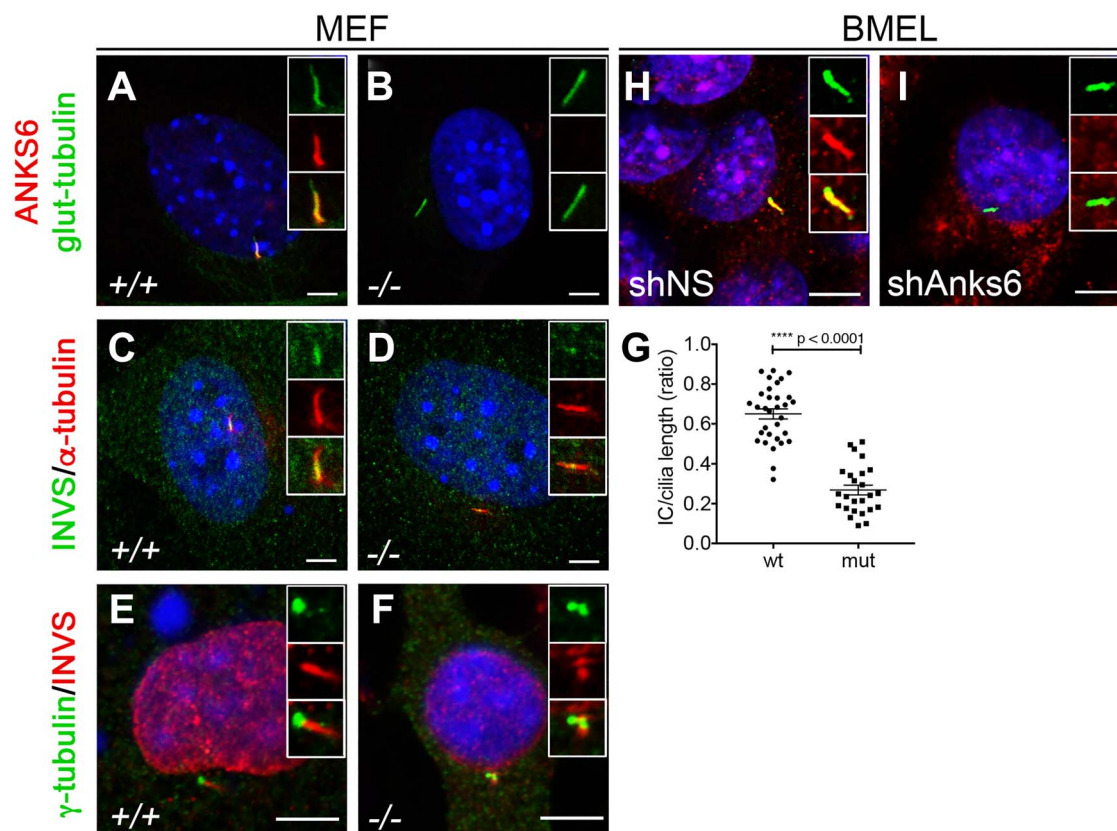 MEF
BMEL
ANKS6
glut-tubulin
A
+/+
B
-/-
H
shNS
I
shAnks6
INVS/α-tubulin
C
+/+
D
-/-
G
**** p < 0.0001
IC/cilia length (ratio)
1.0
0.8
0.6
0.4
0.2
0.0
wt
mut
γ-tubulin/INVS
E
+/+
F
-/-